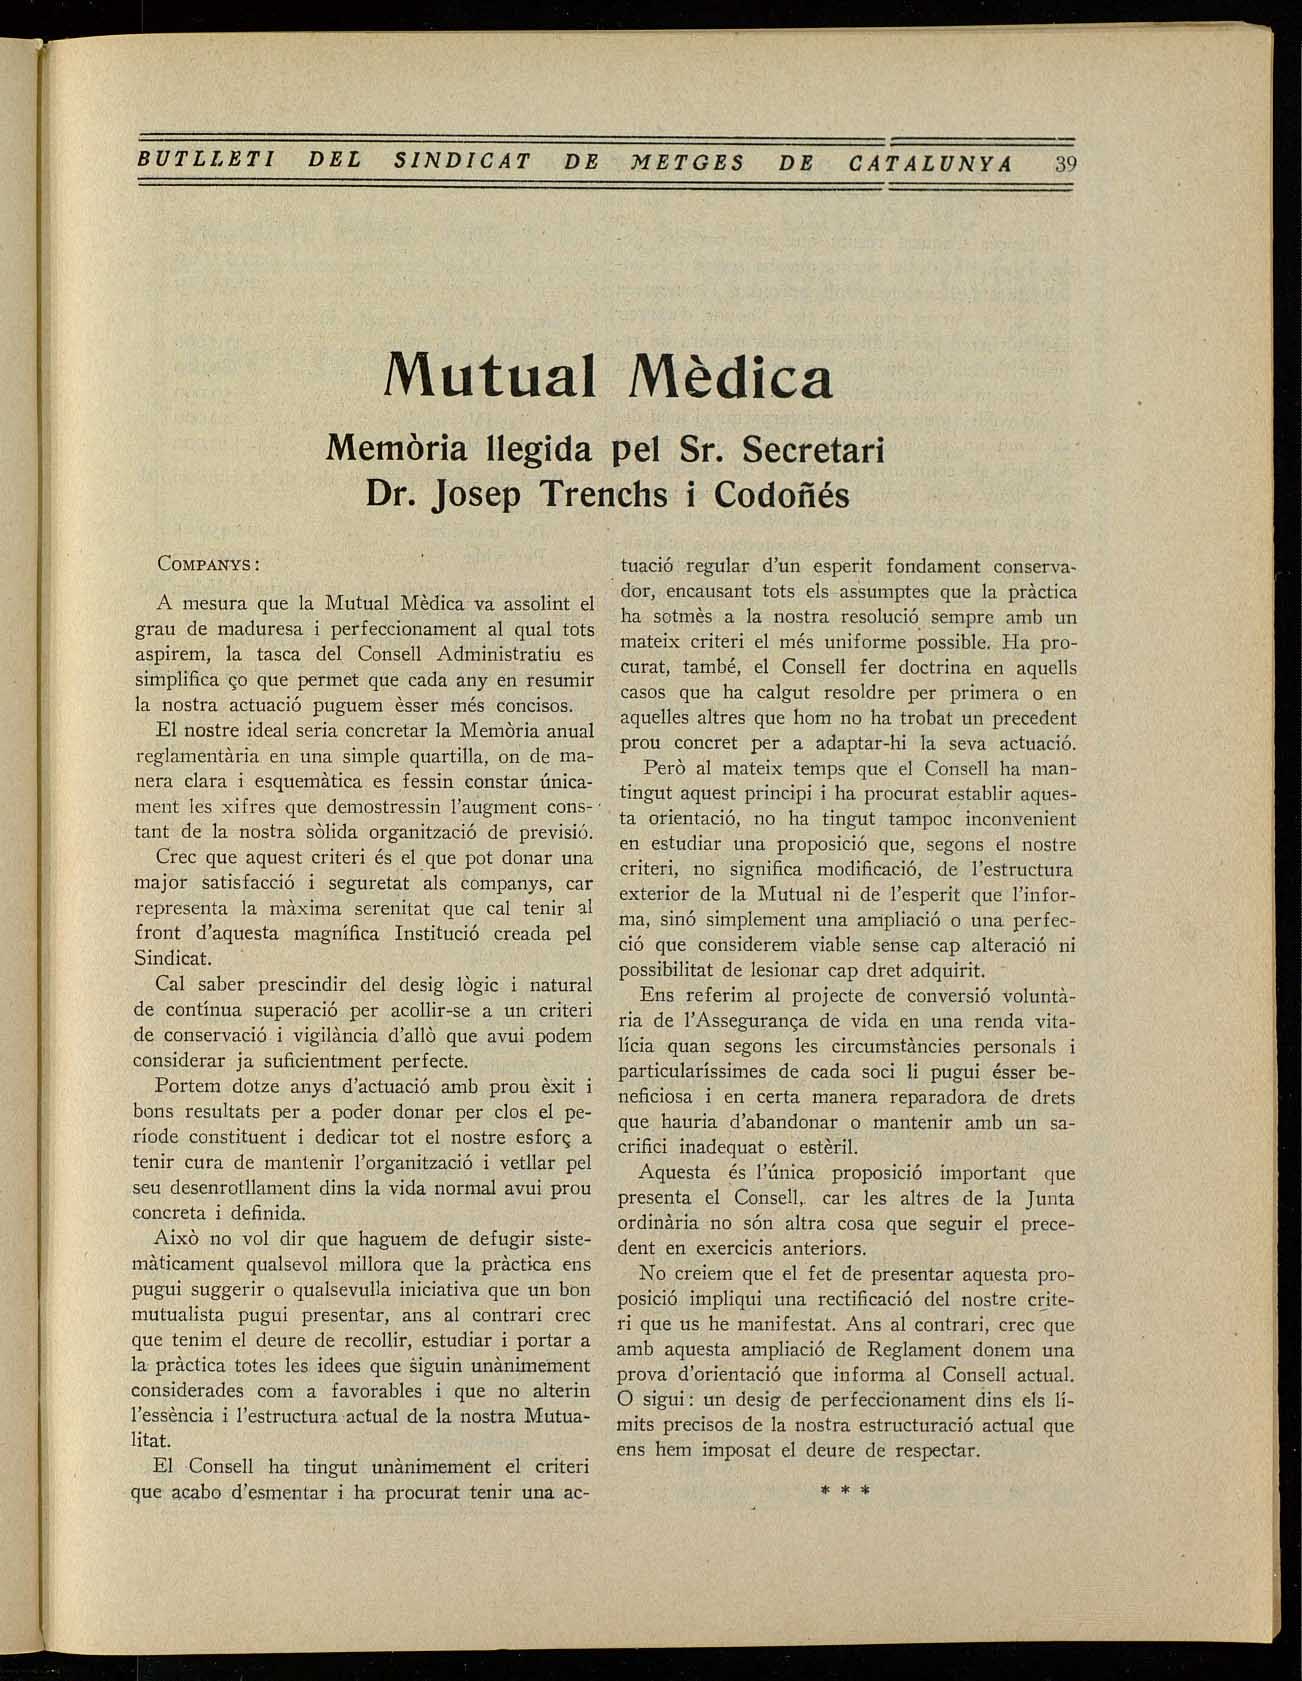 BUTLLETI DEL SINDICAT DE METGES DE CATALUNYA 39
Mutual Mèdica
Memòria llegida pel Sr. Secretari
Dr. Josep Trenchs i Codoñés
COMPANYS:
A mesura que la Mutual Mèdica va assolint el
grau de maduresa i perfeccionament al qual tots
aspirem, la tasca del Consell Administratiu es
simplifica ço que permet que cada any en resumir
la nostra actuació puguem èsser més concisos.
El nostre ideal seria concretar la Memòria anual
reglamentària en una simple quartilla, on de ma-
nera clara i esquemàtica es fessin constar única-
ment les xifres que demostressin l'augment cons-
tant de la nostra sòlida organització de previsió.
Crec que aquest criteri és el que pot donar una
major satisfacció i seguretat als companys, car
representa la màxima serenitat que cal tenir al
front d'aquesta magnífica Institució creada pel
Sindicat.
Cal saber prescindir del desig lògic i natural
de contínua superació per acollir-se a un criteri
de conservació i vigilància d'allò que avui podem
considerar ja suficientment perfecte.
Portem dotze anys d'actuació amb prou èxit i
bons resultats per a poder donar per clos el pe-
ríode constituent i dedicar tot el nostre esforç a
tenir cura de mantenir l'organització i vetllar pel
seu desenrotllament dins la vida normal avui prou
concreta i definida.
Això no vol dir que haguem de defugir siste-
màticament qualsevol millora que la pràctica ens
pugui suggerir o qualsevulla iniciativa que un bon
mutualista pugui presentar, ans al contrari crec
que tenim el deure de recollir, estudiar i portar a
la pràctica totes les idees que siguin unànimement
considerades com a favorables i que no alterin
l'essència i l'estructura actual de la nostra Mutua-
litat.
El Consell ha tingut unànimement el criteri
que acabo d'esmentar i ha procurat tenir una ac-
tuació regular d'un esperit fondament conserva-
dor, encausant tots els assumptes que la pràctica
ha sotmès a la nostra resolució sempre amb un
mateix criteri el més uniforme possible. Ha pro-
curat, també, el Consell fer doctrina en aquells
casos que ha calgut resoldre per primera o en
aquelles altres que hom no ha trobat un precedent
prou concret per a adaptar-hi la seva actuació.
Però al mateix temps que el Consell ha man-
tingut aquest principi i ha procurat establir aques-
ta orientació, no ha tingut tampoc inconvenient
en estudiar una proposició que, segons el nostre
criteri, no significa modificació, de l'estructura
exterior de la Mutual ni de l'esperit que l'infor-
ma, sinó simplement una ampliació o una perfec-
ció que considerem viable sense cap alteració ni
possibilitat de lesionar cap dret adquirit.
Ens referim al projecte de conversió voluntà-
ria de l'Assegurança de vida en una renda vita-
lícia quan segons les circumstàncies personals i
particularíssimes de cada soci li pugui ésser be-
neficiosa i en certa manera reparadora de drets
que hauria d'abandonar o mantenir amb un sa-
crifici inadequat o estèril.
Aquesta és l'única proposició important que
presenta el Consell, car les altres de la Junta
ordinària no són altra cosa que seguir el prece-
dent en exercicis anteriors.
No creiem que el fet de presentar aquesta pro-
posició impliqui una rectificació del nostre crite-
ri que us he manifestat. Ans al contrari, crec que
amb aquesta ampliació de Reglament donem una
prova d'orientació que informa al Consell actual.
O sigui: un desig de perfeccionament dins els lí-
mits precisos de la nostra estructuració actual que
ens hem imposat el deure de respectar.
* * *